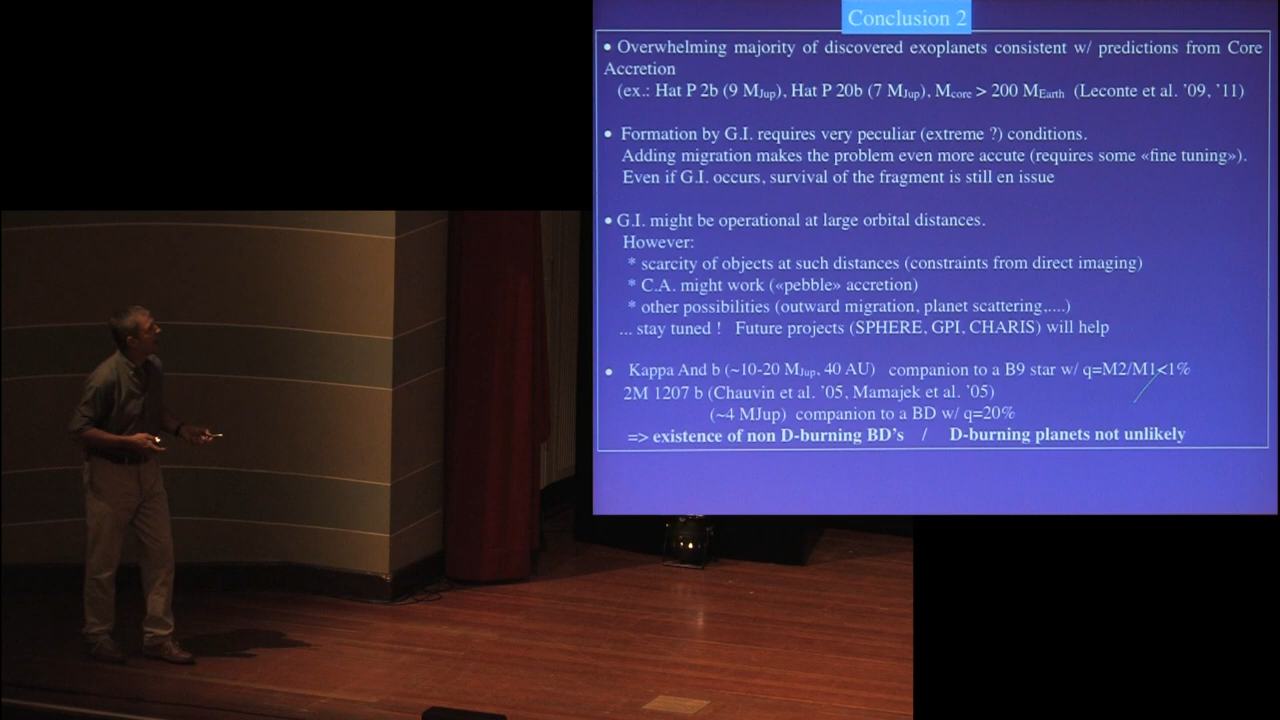 Conclusion 2
• Overwhelming majority of discovered exoplanets consistent w/ predictions from Core
Accretion
(ex.: Hat P 2b (9 MJup), Hat P 20b (7 MJup), Mcore > 200 MEarth (Leconte et al. '09, '11)
• Formation by G.I. requires very peculiar (extreme ?) conditions.
Adding migration makes the problem even more accute (requires some «fine tuning»).
Even if G.I. occurs, survival of the fragment is still en issue
• G.I. might be operational at large orbital distances.
However:
* scarcity of objects at such distances (constraints from direct imaging)
* C.A. might work («pebble» accretion)
* other possibilities (outward migration, planet scattering,....)
... stay tuned ! Future projects (SPHERE, GPI, CHARIS) will help
• Kappa And b (~10-20 MJup, 40 AU) companion to a B9 star w/ q=M2/M1<1%
2M 1207 b (Chauvin et al. '05, Mamajek et al. '05)
(~4 MJup) companion to a BD w/ q=20%
=> existence of non D-burning BD's / D-burning planets not unlikely